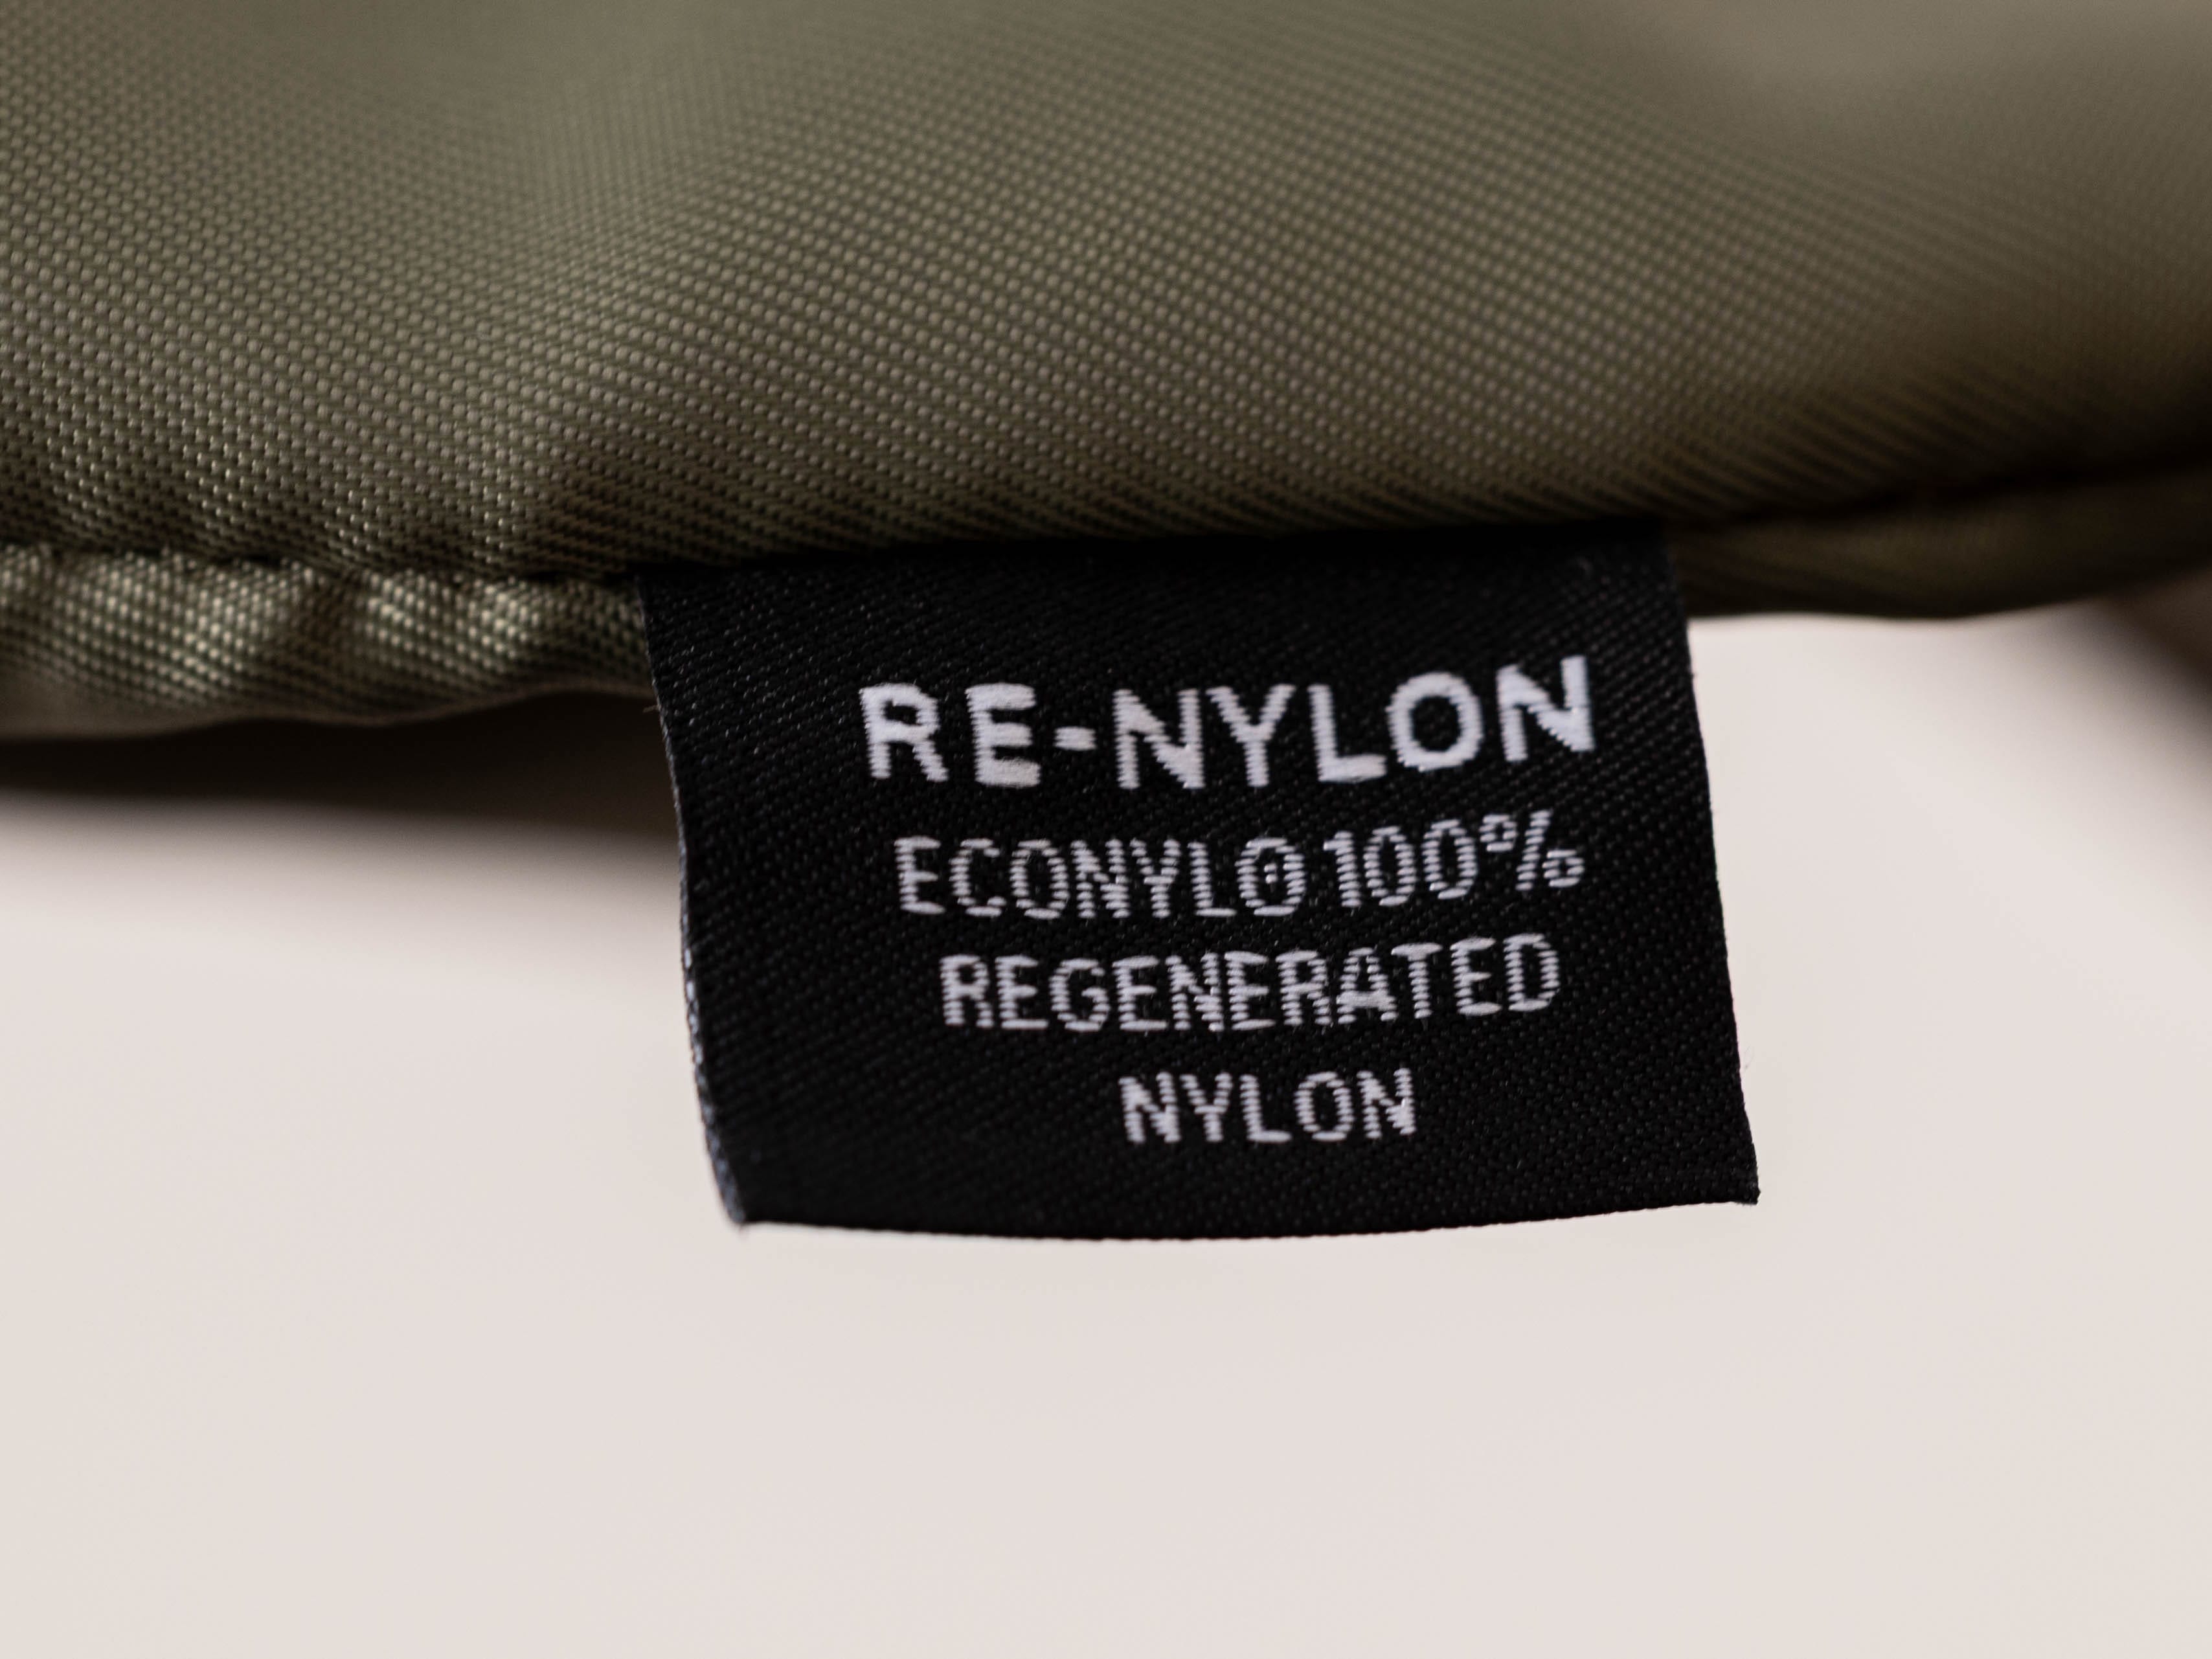 RE-NYLON
ECONYL® 100%
REGENERATED
NYLON